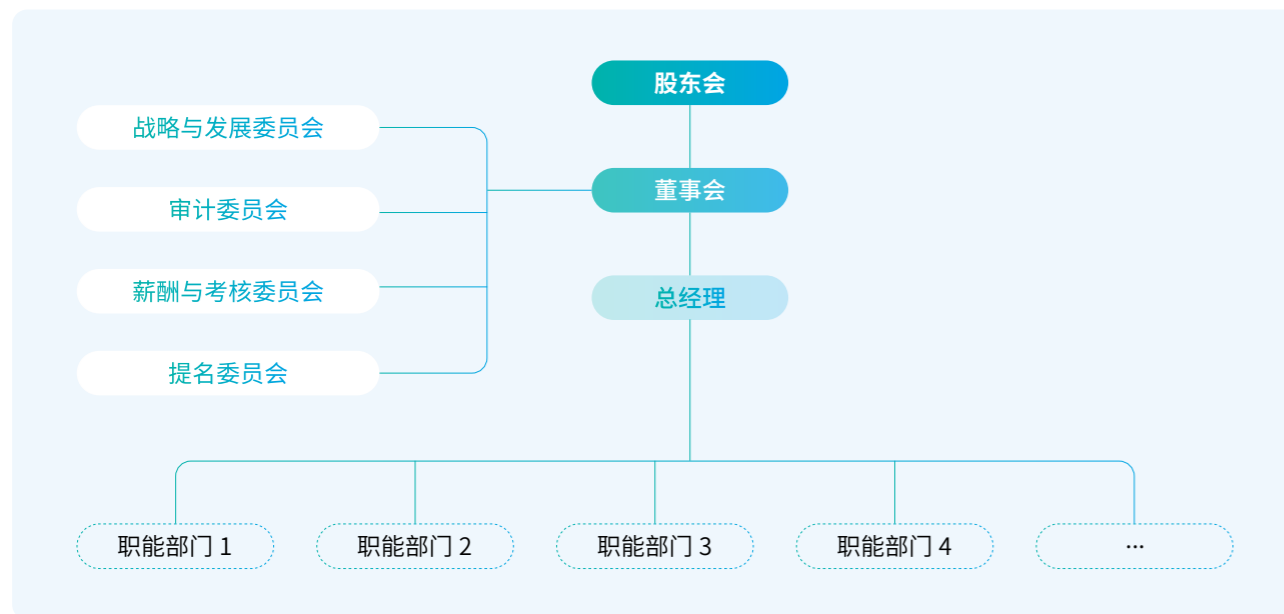 股东会
董事会
总经理
战略与发展委员会
审计委员会
薪酬与考核委员会
提名委员会
职能部门 1
职能部门 2
职能部门 3
职能部门 4
...